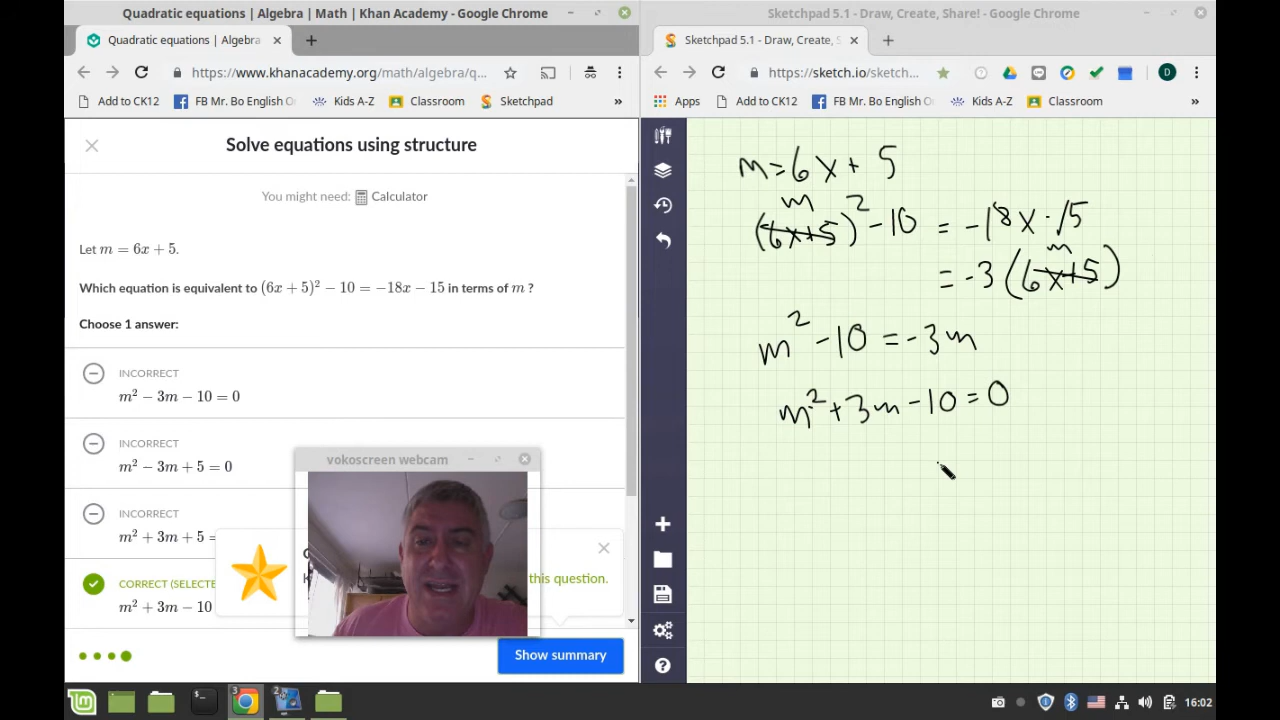 Quadratic equations | Algebra | Math | Khan Academy - Google Chrome
Quadratic equations | Algebra
https://www.khanacademy.org/math/algebra/q...
Add to CK12 FB Mr. Bo English O Kids A-Z Classroom Sketchpad »
Solve equations using structure
You might need: Calculator
Let m = 6x + 5.
Which equation is equivalent to (6x + 5)² − 10 = −18x − 15 in terms of m ?
Choose 1 answer:
INCORRECT
m² − 3m − 10 = 0
INCORRECT
m² − 3m + 5 = 0
INCORRECT
m² + 3m + 5 =
CORRECT (SELECTE
m² + 3m − 10
this question.
vokoscreen webcam
Show summary
Sketchpad 5.1 - Draw, Create, Share! - Google Chrome
Sketchpad 5.1 - Draw, Create, S
https://sketch.io/sketch...
D
Apps Add to CK12 FB Mr. Bo English O Kids A-Z Classroom »
m=6x+5
m
(6x+5)²-10 = -18x-15
m
= -3(6x+5)
m²-10=-3m
m²+3m-10=0
16:02